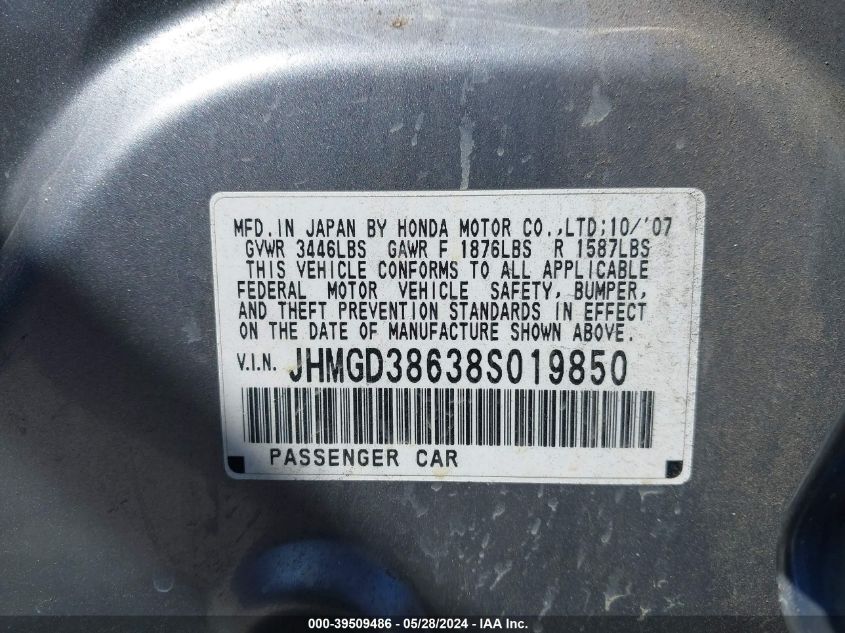 MFD. IN JAPAN BY HONDA MOTOR CO.,LTD;10/'07
GVWR 3446LBS GAWR F 1876LBS R 1587LBS
THIS VEHICLE CONFORMS TO ALL APPLICABLE
FEDERAL MOTOR VEHICLE SAFETY, BUMPER,
AND THEFT PREVENTION STANDARDS IN EFFECT
ON THE DATE OF MANUFACTURE SHOWN ABOVE.
V.I.N. JHMGD38638S019850
PASSENGER CAR
000-39509486 - 05/28/2024 - IAA Inc.